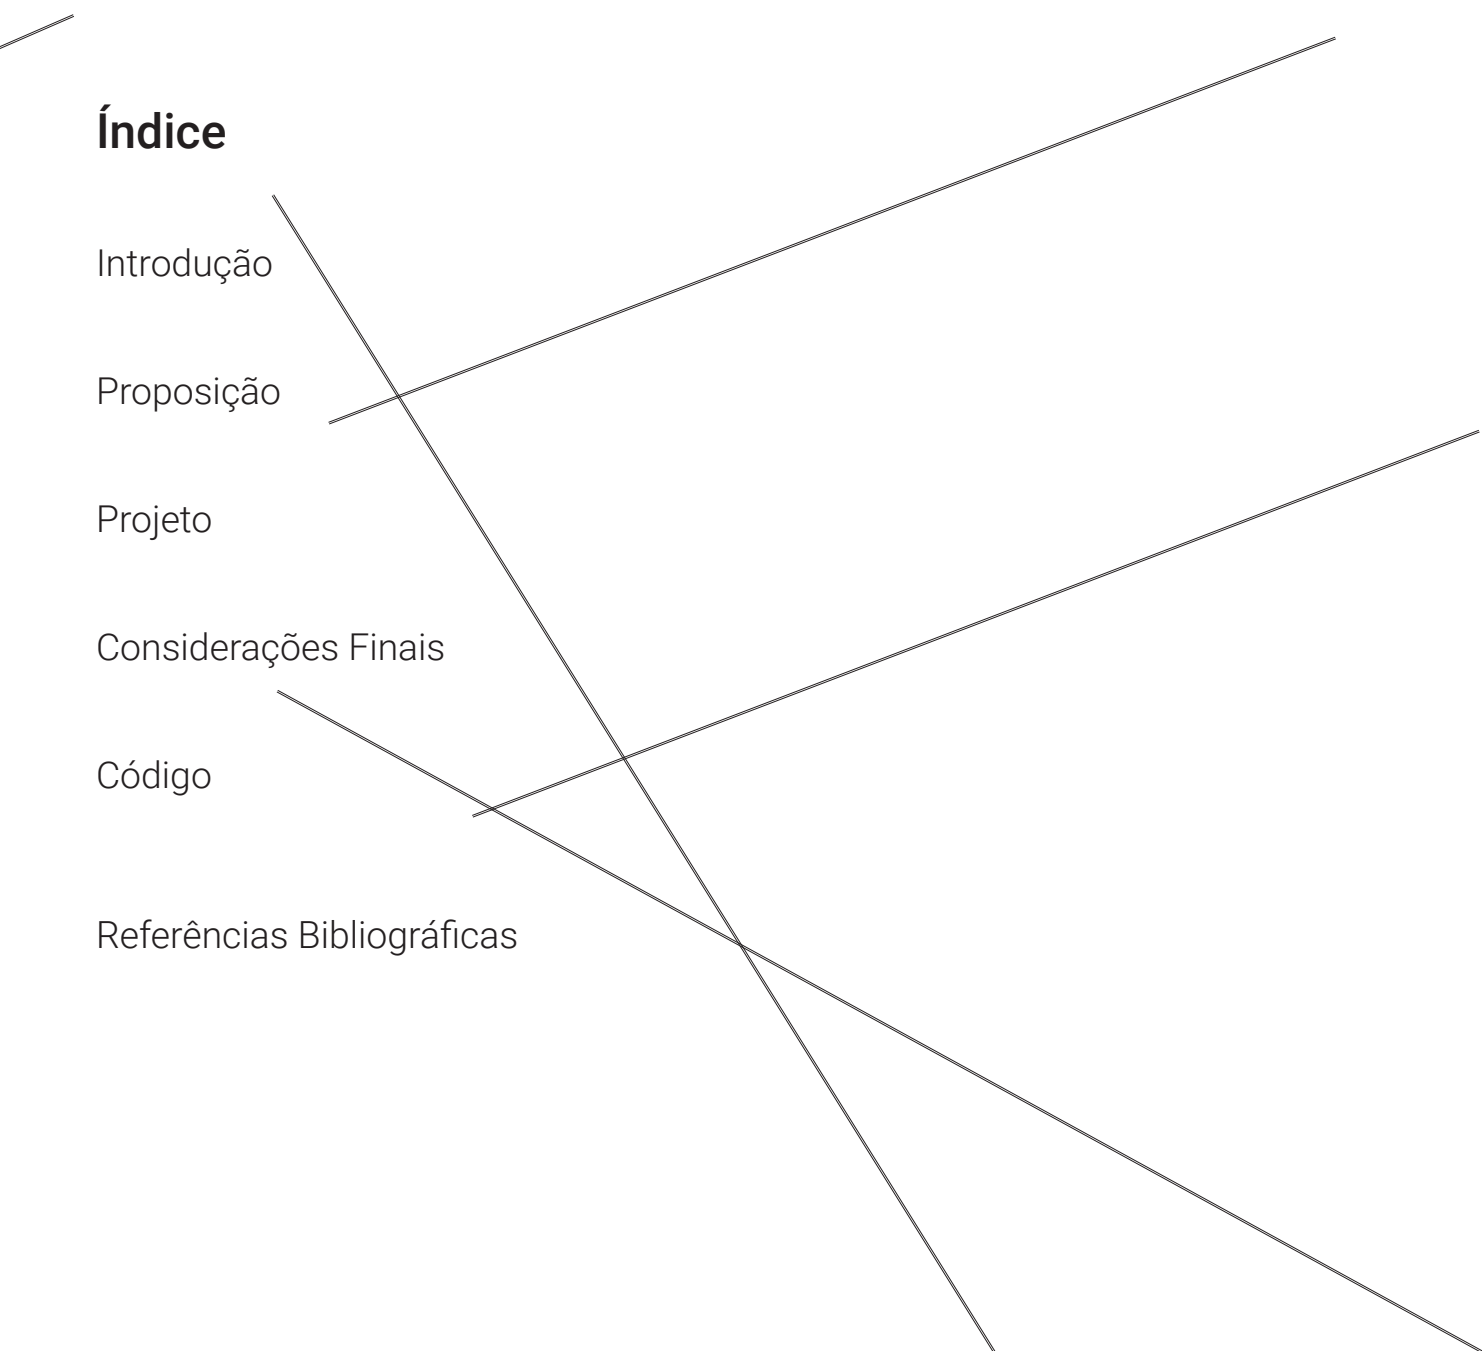 Índice
Introdução
Proposição
Projeto
Considerações Finais
Código
Referências Bibliográficas